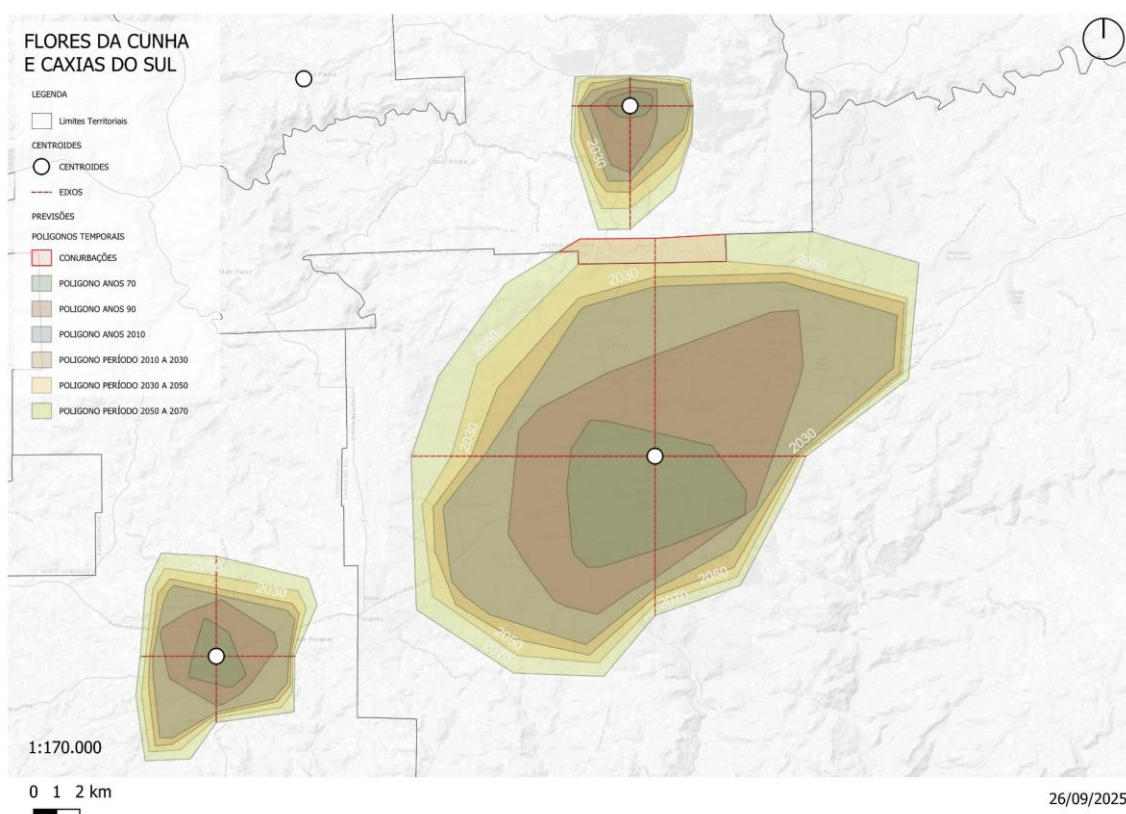 FLORES DA CUNHA
E CAXIAS DO SUL
LEGENDA
Limites Territoriais
CENTROIDES
CENTROIDES
EIXOS
PREVISÕES
POLIGONOS TEMPORAIS
CONURBAÇÕES
POLIGONO ANOS 70
POLIGONO ANOS 90
POLIGONO ANOS 2010
POLIGONO PERÍODO 2010 A 2030
POLIGONO PERÍODO 2030 A 2050
POLIGONO PERÍODO 2050 A 2070
2030
2030
2050
2050
2030
2030
2050
2070
2050
2070
2030
1:170.000
0 1 2 km
26/09/2025